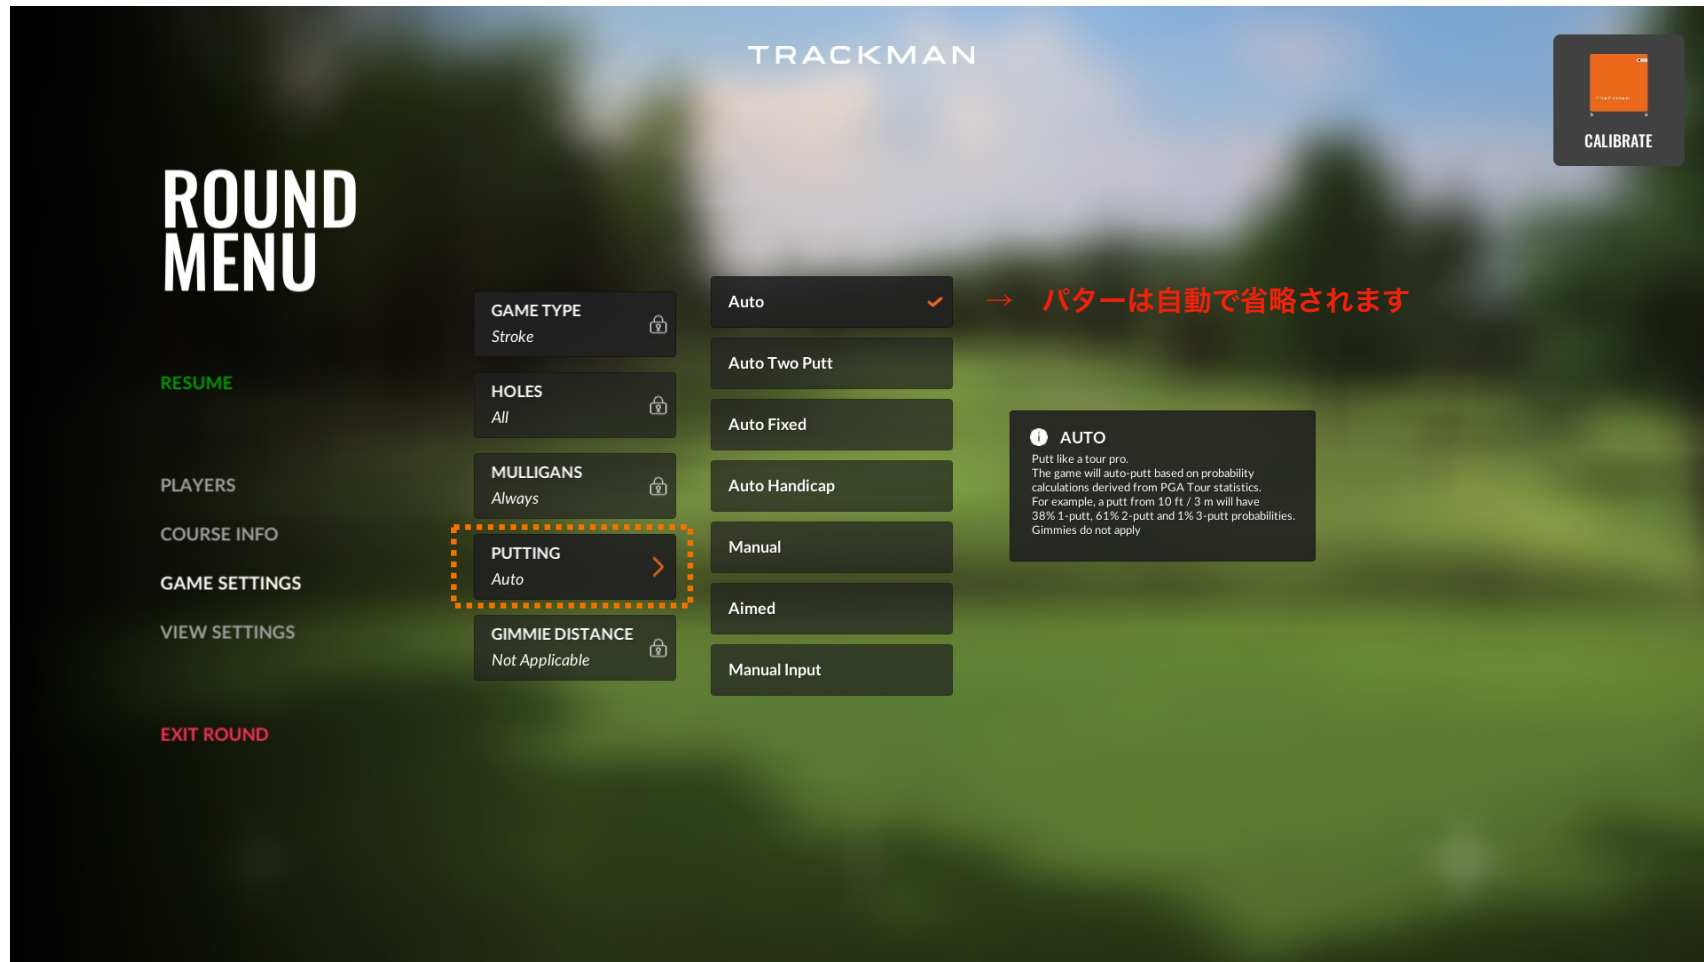 TRACKMAN
CALIBRATE
ROUND
MENU
RESUME
PLAYERS
COURSE INFO
GAME SETTINGS
VIEW SETTINGS
EXIT ROUND
GAME TYPE
Stroke
HOLES
All
MULLIGANS
Always
PUTTING
Auto
GIMMIE DISTANCE
Not Applicable
Auto
Auto Two Putt
Auto Fixed
Auto Handicap
Manual
Aimed
Manual Input
→ パターは自動で省略されます
AUTO
Putt like a tour pro.
The game will auto-putt based on probability
calculations derived from PGA Tour statistics.
For example, a putt from 10 ft / 3 m will have
38% 1-putt, 61% 2-putt and 1% 3-putt probabilities.
Gimmies do not apply